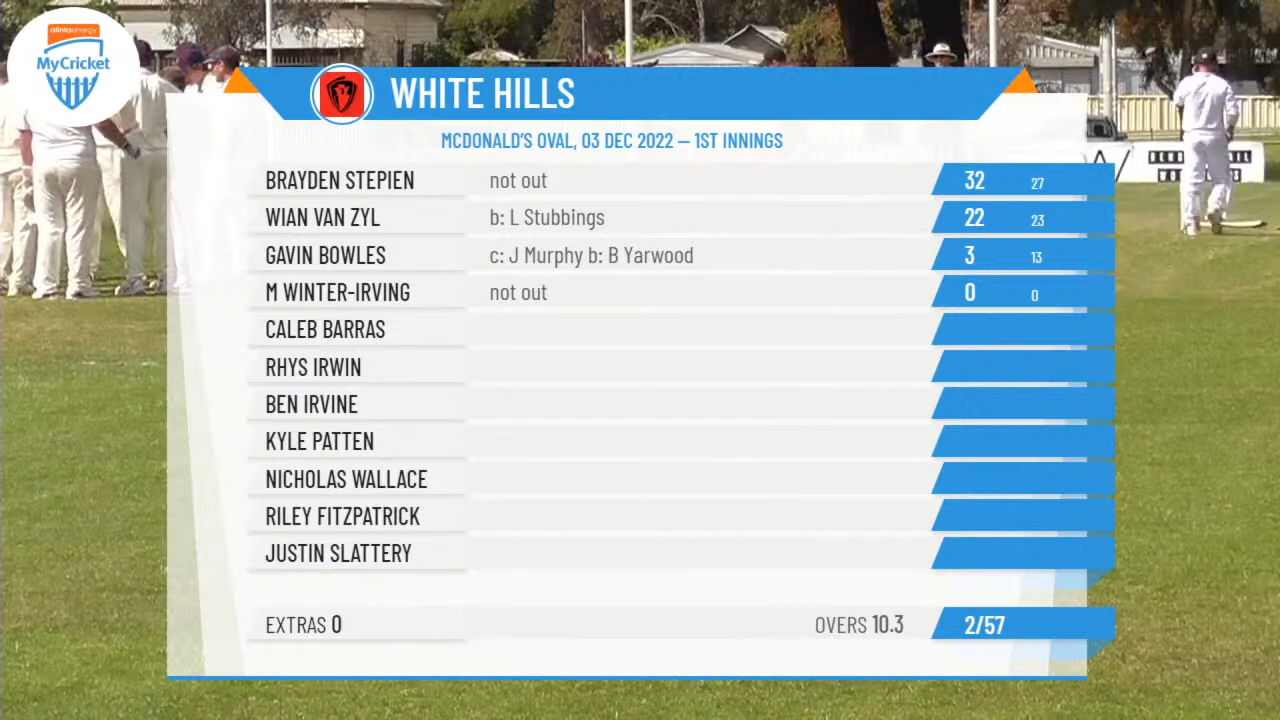 alintaenergy
MyCricket
WHITE HILLS
MCDONALD'S OVAL, 03 DEC 2022 – 1ST INNINGS
BRAYDEN STEPIEN not out 32 27
WIAN VAN ZYL b: L Stubbings 22 23
GAVIN BOWLES c: J Murphy b: B Yarwood 3 13
M WINTER-IRVING not out 0 0
CALEB BARRAS
RHYS IRWIN
BEN IRVINE
KYLE PATTEN
NICHOLAS WALLACE
RILEY FITZPATRICK
JUSTIN SLATTERY
EXTRAS 0 OVERS 10.3 2/57